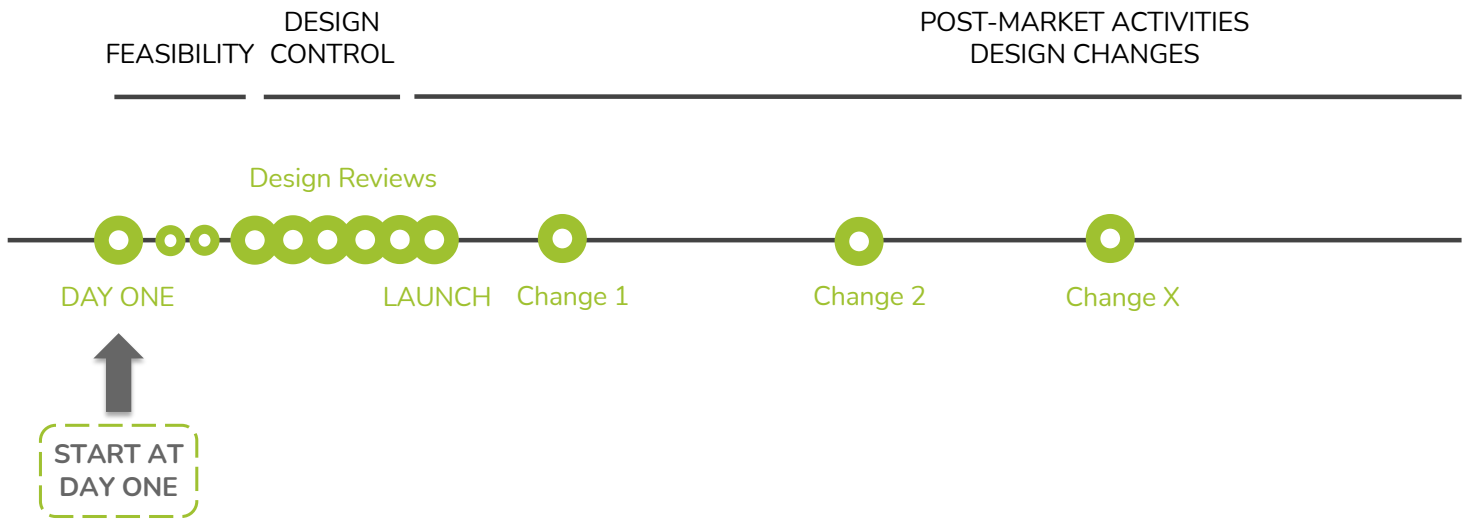 FEASIBILITY
DESIGN
CONTROL
POST-MARKET ACTIVITIES
DESIGN CHANGES
Design Reviews
DAY ONE
LAUNCH
Change 1
Change 2
Change X
START AT
DAY ONE